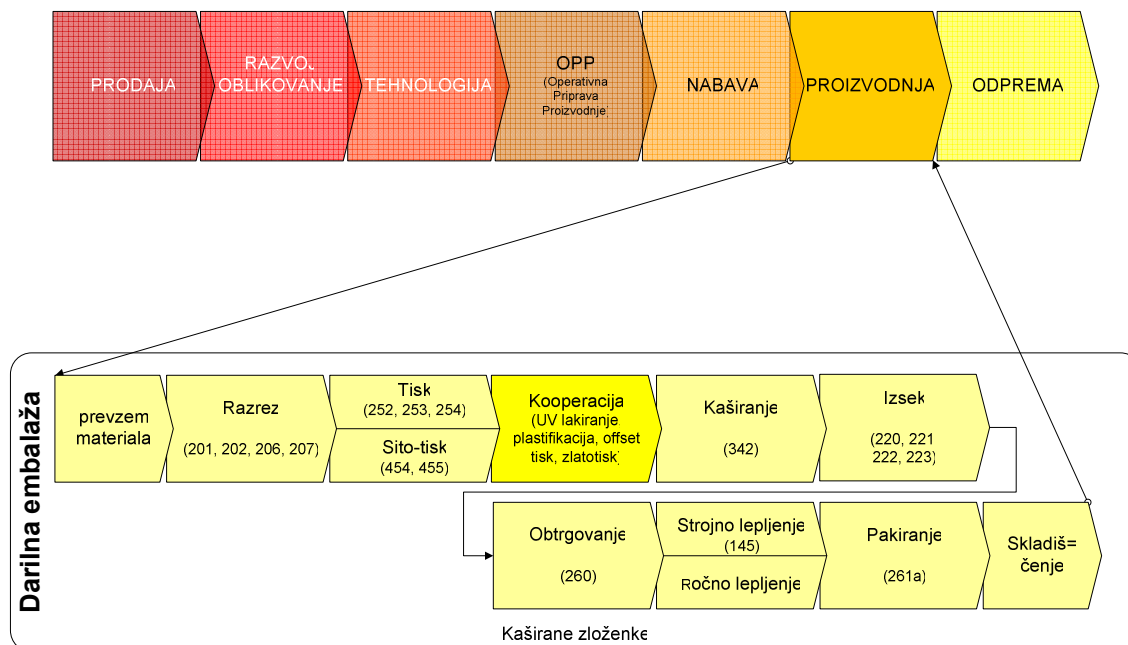 PRODAJA
RAZVOJ
OBLIKOVANJE
TEHNOLOGIJA
OPP
(Operativna
Priprava
Proizvodnje)
NABAVA
PROIZVODNJA
ODPREMA
Darilna embalaža
prevzem
materiala
Razrez
(201, 202, 206, 207)
Tisk
(252, 253, 254)
Sito-tisk
(454, 455)
Kooperacija
(UV lakiranje,
plastifikacija, offset
tisk, zlatotisk)
Kaširanje
(342)
Izsek
(220, 221
222, 223)
Obtrgovanje
(260)
Strojno lepljenje
(145)
Ročno lepljenje
Pakiranje
(261a)
Skladiš=
čenje
Kaširane zloženke